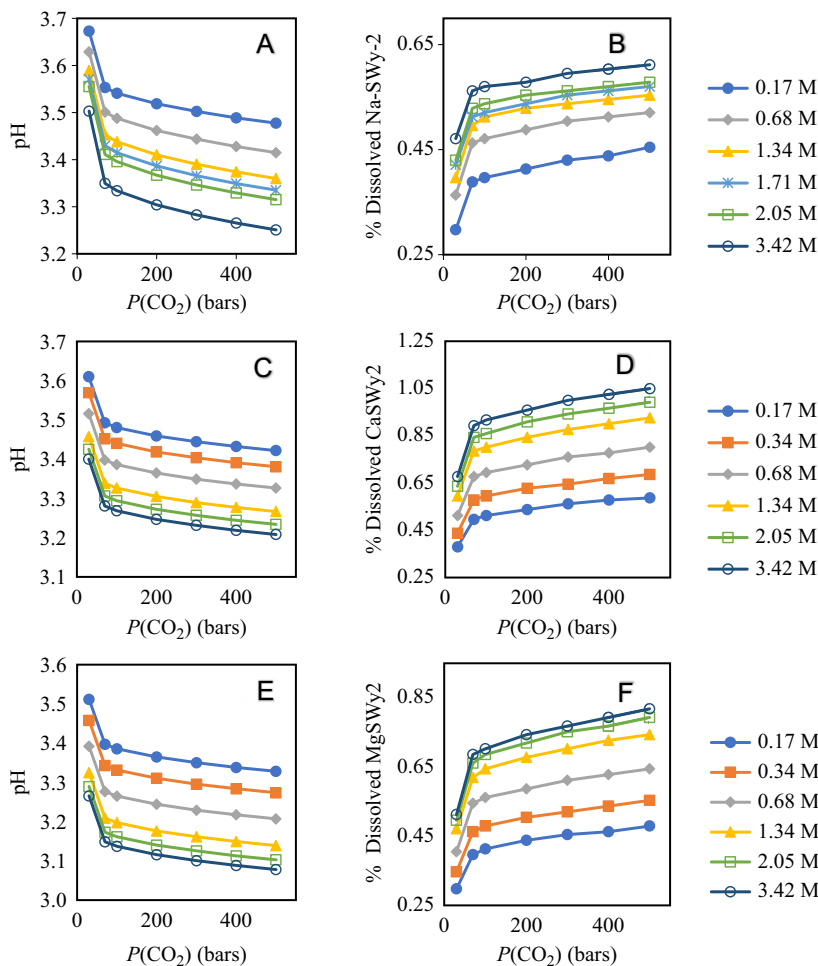 A
3.7
3.6
3.5
3.4
3.3
3.2
pH
0
200
400
P(CO₂) (bars)
B
0.65
0.45
0.25
% Dissolved Na-SWy-2
0
200
400
P(CO₂) (bars)
0.17 M
0.68 M
1.34 M
1.71 M
2.05 M
3.42 M
C
3.7
3.6
3.5
3.4
3.3
3.2
3.1
pH
0
200
400
P(CO₂) (bars)
D
1.25
1.05
0.85
0.65
0.45
0.25
% Dissolved CaSWy2
0
200
400
P(CO₂) (bars)
0.17 M
0.34 M
0.68 M
1.34 M
2.05 M
3.42 M
E
3.6
3.5
3.4
3.3
3.2
3.1
3.0
pH
0
200
400
P(CO₂) (bars)
F
0.85
0.65
0.45
0.25
% Dissolved MgSWy2
0
200
400
P(CO₂) (bars)
0.17 M
0.34 M
0.68 M
1.34 M
2.05 M
3.42 M